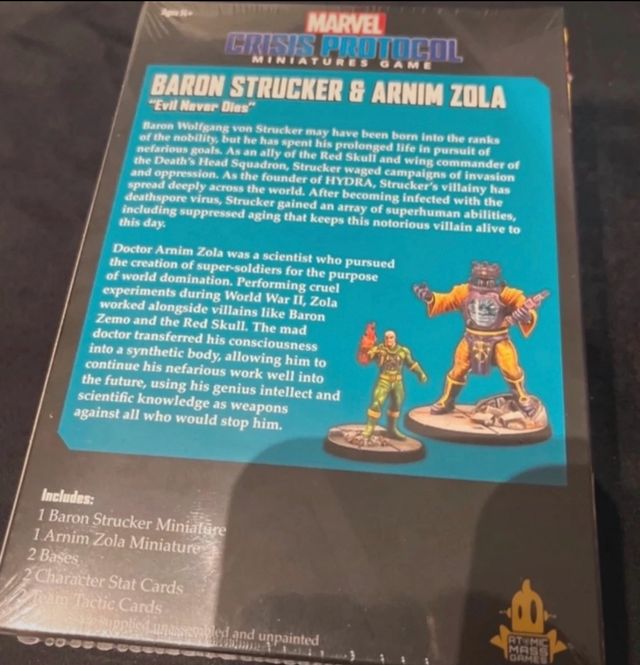 Ages 14+
MARVEL
CRISIS PROTOCOL
MINIATURES GAME
BARON STRUCKER & ARNIM ZOLA
"Evil Never Dies"
Baron Wolfgang von Strucker may have been born into the ranks
of the nobility, but he has spent his prolonged life in pursuit of
nefarious goals. As an ally of the Red Skull and wing commander of
the Death's Head Squadron, Strucker waged campaigns of invasion
and oppression. As the founder of HYDRA, Strucker's villainy has
spread deeply across the world. After becoming infected with the
deathspore virus, Strucker gained an array of superhuman abilities,
including suppressed aging that keeps this notorious villain alive to
this day.
Doctor Arnim Zola was a scientist who pursued
the creation of super-soldiers for the purpose
of world domination. Performing cruel
experiments during World War II, Zola
worked alongside villains like Baron
Zemo and the Red Skull. The mad
doctor transferred his consciousness
into a synthetic body, allowing him to
continue his nefarious work well into
the future, using his genius intellect and
scientific knowledge as weapons
against all who would stop him.
Includes:
1 Baron Strucker Miniature
1 Arnim Zola Miniature
2 Bases
2 Character Stat Cards
Team Tactic Cards
supplied unassembled and unpainted
ATOMIC
MASS
GAMES